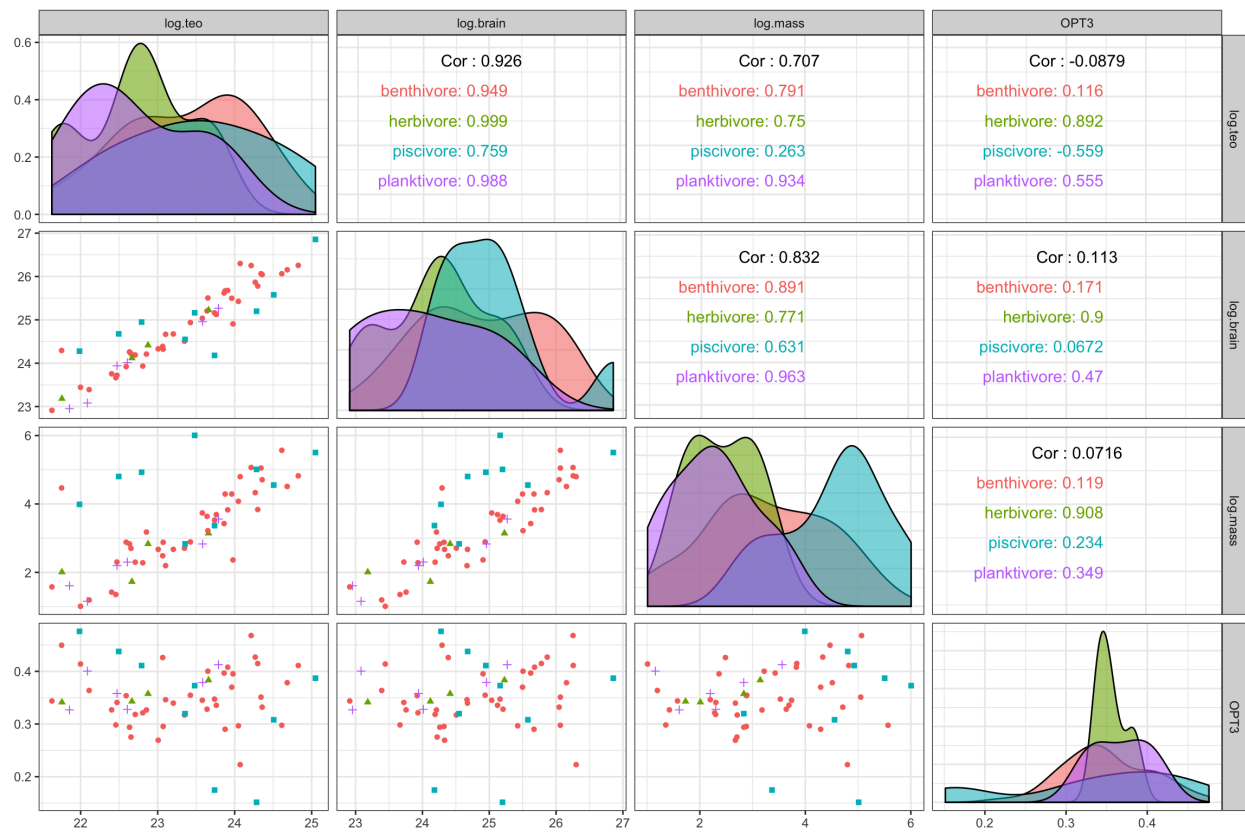 log.teo
log.brain
log.mass
OPT3
0.6
0.4
0.2
0.0
Cor : 0.926
benthivore: 0.949
herbivore: 0.999
piscivore: 0.759
planktivore: 0.988
Cor : 0.707
benthivore: 0.791
herbivore: 0.75
piscivore: 0.263
planktivore: 0.934
Cor : -0.0879
benthivore: 0.116
herbivore: 0.892
piscivore: -0.559
planktivore: 0.555
log.teo
27
26
25
24
23
Cor : 0.832
benthivore: 0.891
herbivore: 0.771
piscivore: 0.631
planktivore: 0.963
Cor : 0.113
benthivore: 0.171
herbivore: 0.9
piscivore: 0.0672
planktivore: 0.47
log.brain
6
4
2
Cor : 0.0716
benthivore: 0.119
herbivore: 0.908
piscivore: 0.234
planktivore: 0.349
log.mass
0.4
0.3
0.2
OPT3
22 23 24 25
23 24 25 26 27
2 4 6
0.2 0.3 0.4